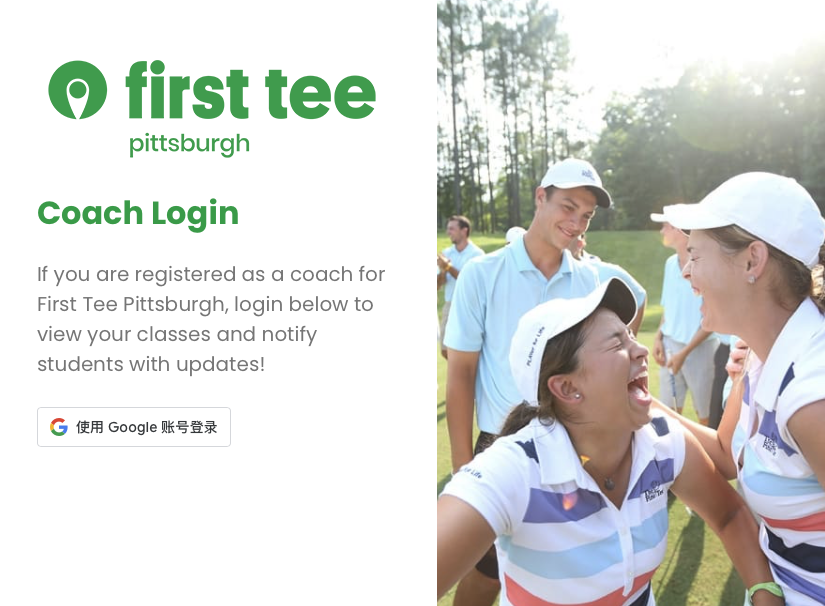 first tee
pittsburgh
Coach Login
If you are registered as a coach for
First Tee Pittsburgh, login below to
view your classes and notify
students with updates!
使用 Google 账号登录